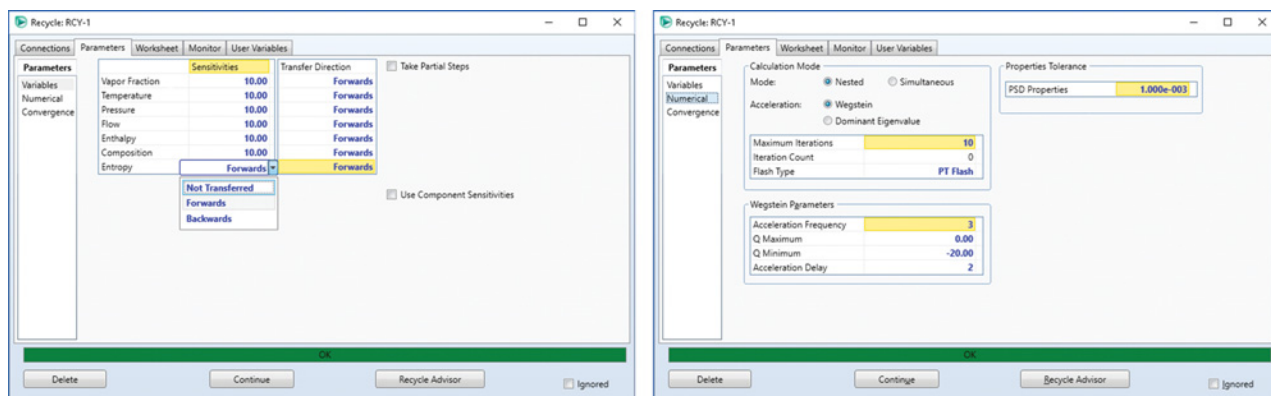 Recycle: RCY-1
Connections Parameters Worksheet Monitor User Variables
Parameters
Variables
Numerical
Convergence
Sensitivities Transfer Direction
Vapor Fraction 10.00 Forwards
Temperature 10.00 Forwards
Pressure 10.00 Forwards
Flow 10.00 Forwards
Enthalpy 10.00 Forwards
Composition 10.00 Forwards
Entropy Forwards Forwards
Not Transferred
Forwards
Backwards
Take Partial Steps
Use Component Sensitivities
OK
Delete Continue Recycle Advisor Ignored
Recycle: RCY-1
Connections Parameters Worksheet Monitor User Variables
Parameters
Variables
Numerical
Convergence
Calculation Mode
Mode: Nested Simultaneous
Acceleration: Wegstein
Dominant Eigenvalue
Maximum Iterations 10
Iteration Count 0
Flash Type PT Flash
Wegstein Parameters
Acceleration Frequency 3
Q Maximum 0.00
Q Minimum -20.00
Acceleration Delay 2
Properties Tolerance
PSD Properties 1.000e-003
OK
Delete Continue Recycle Advisor Ignored